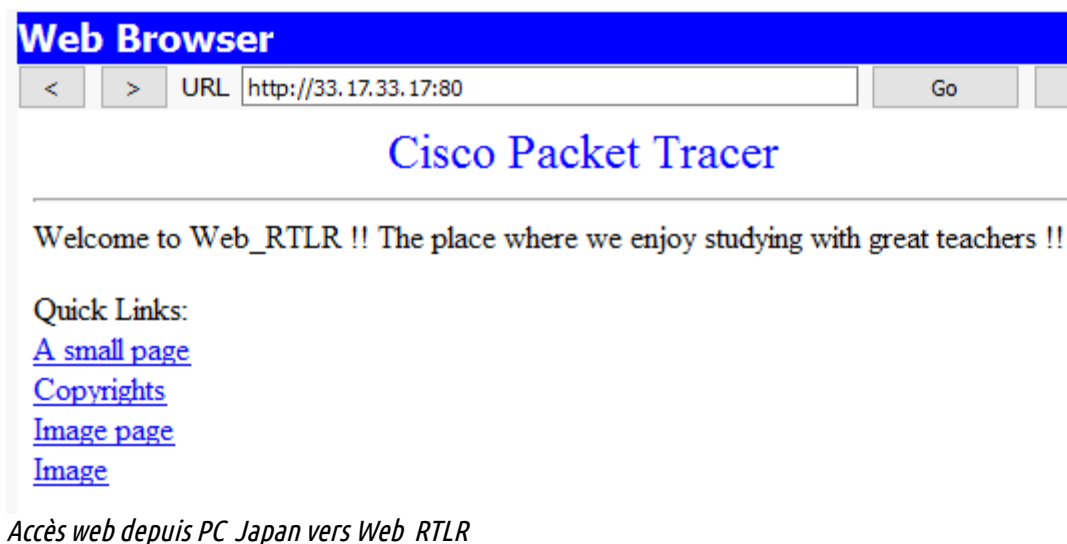 Web Browser
< > URL http://33.17.33.17:80 Go
Cisco Packet Tracer
Welcome to Web_RTLR !! The place where we enjoy studying with great teachers !!
Quick Links:
A small page
Copyrights
Image page
Image
Accès web depuis PC_Japan vers Web_RTLR